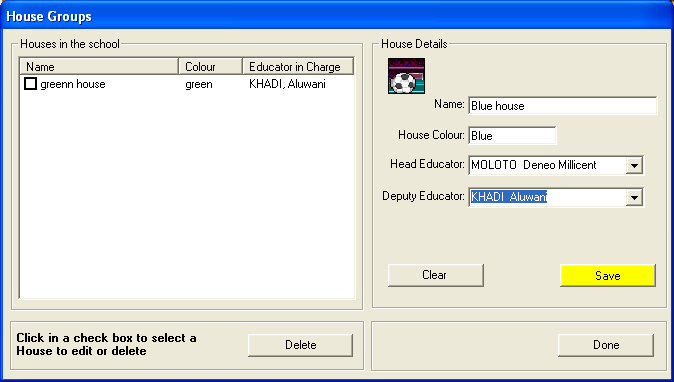 House Groups
Houses in the school
Name Colour Educator in Charge
greenn house green KHADI, Aluwani
House Details
Name: Blue house
House Colour: Blue
Head Educator: MOLOTO Deneo Millicent
Deputy Educator: KHADI Aluwani
Clear Save
Click in a check box to select a
House to edit or delete
Delete
Done